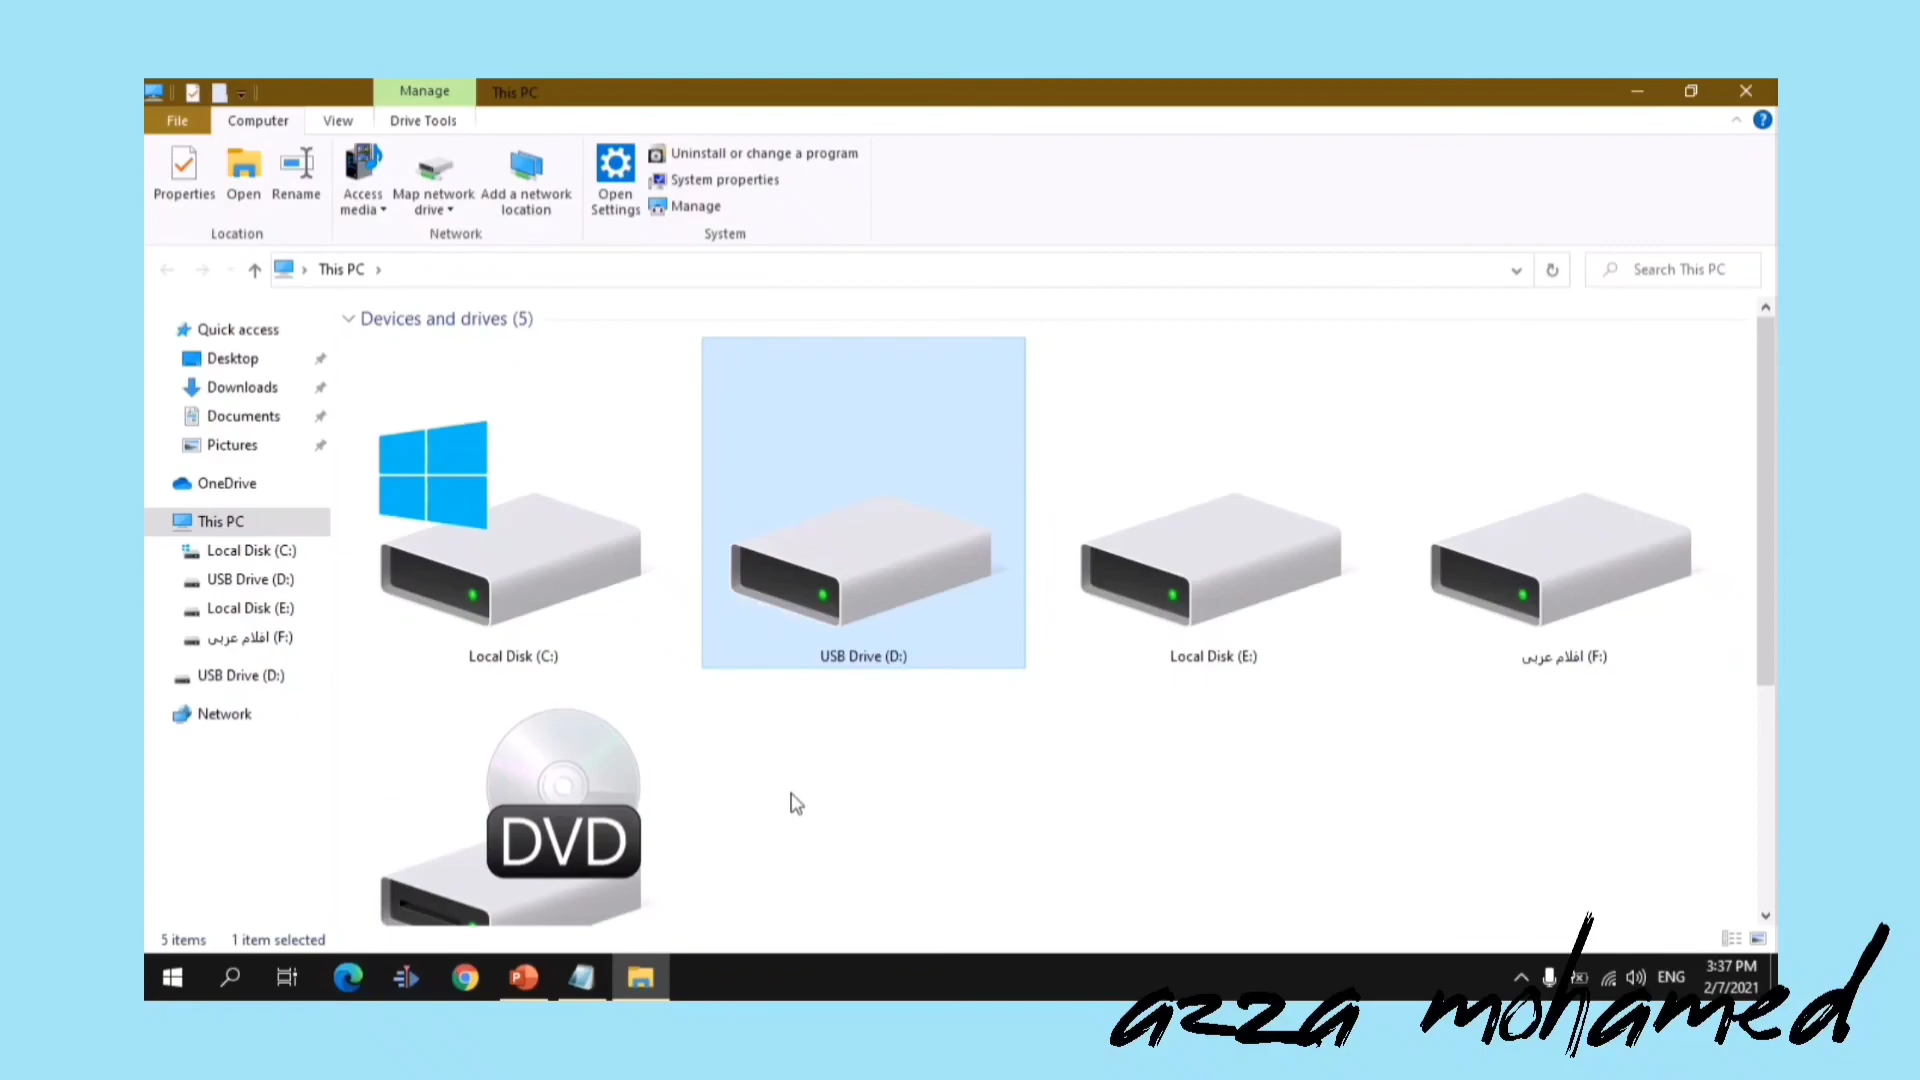 Manage
This PC
File
Computer
View
Drive Tools
Properties
Open
Rename
Access media
Map network drive
Add a network location
Open Settings
Uninstall or change a program
System properties
Manage
Location
Network
System
This PC
Search This PC
Quick access
Desktop
Downloads
Documents
Pictures
OneDrive
This PC
Local Disk (C:)
USB Drive (D:)
Local Disk (E:)
افلام عربى (F:)
USB Drive (D:)
Network
Devices and drives (5)
Local Disk (C:)
USB Drive (D:)
Local Disk (E:)
افلام عربى (F:)
DVD
5 items
1 item selected
ENG
3:37 PM
2/7/2021
azza mohamed